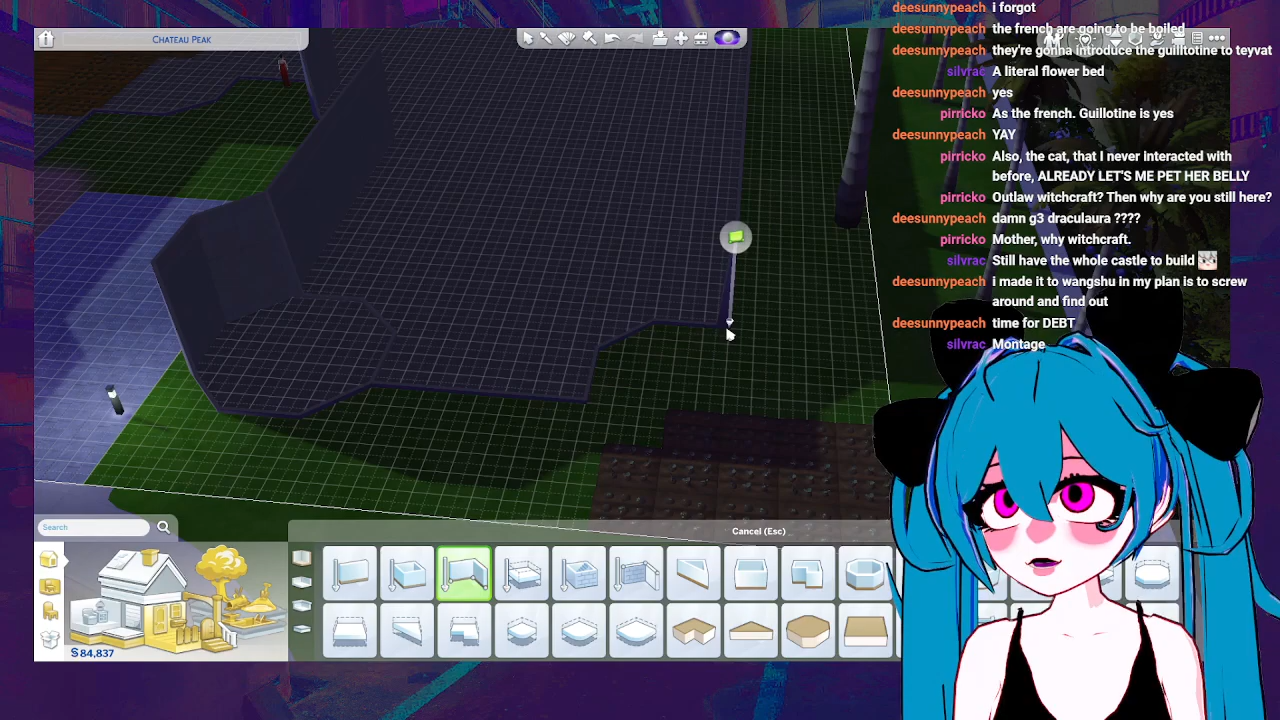 CHATEAU PEAK
deesunnypeach i forgot
deesunnypeach the french are going to be boiled
deesunnypeach they're gonna introduce the guilltotine to teyvat
silvrac A literal flower bed
deesunnypeach yes
pirricko As the french. Guillotine is yes
deesunnypeach YAY
pirricko Also, the cat, that I never Interacted with
before, ALREADY LET'S ME PET HER BELLY
pirricko Outlaw witchcraft? Then why are you still here?
deesunnypeach damn g3 draculaura ????
pirricko Mother, why witchcraft.
silvrac Still have the whole castle to build
deesunnypeach i made it to wangshu in my plan is to screw
around and find out
deesunnypeach time for DEBT
silvrac Montage
Search
Cancel (Esc)
§84,837